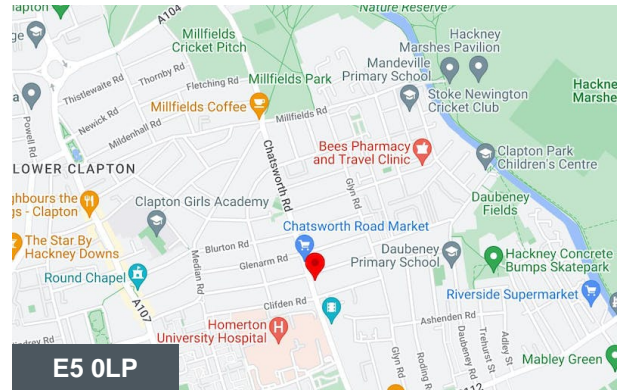 lapton
A104
Nature Reserve
Millfields
Cricket Pitch
Hackney
Marshes Pavilion
Millfields Park
Mandeville
Primary School
Thornby Rd
Thistlewaite Rd
Fletching Rd
Stoke Newington
Cricket Club
Hackne
Marshe
Powell Rd
Newick Rd
Millfields Coffee
Mildenhall Rd
Millfields Rd
Bees Pharmacy
and Travel Clinic
Clapton Park
Children's Centre
LOWER CLAPTON
Chatsworth Rd
Glyn Rd
ghbours the
gs - Clapton
Clapton Girls Academy
Daubeney
Fields
Chatsworth Road Market
The Star By
Hackney Downs
Blurton Rd
Median Rd
Glenarm Rd
Daubeney
Primary School
Hackney Concrete
Bumps Skatepark
Round Chapel
Riverside Supermarket
A107
Clifden Rd
Homerton
University Hospital
Ashenden Rd
Glyn Rd
Roding Rd
Daubeney Rd
Trehurst St
Adley St
Mabley Green
E5 0LP